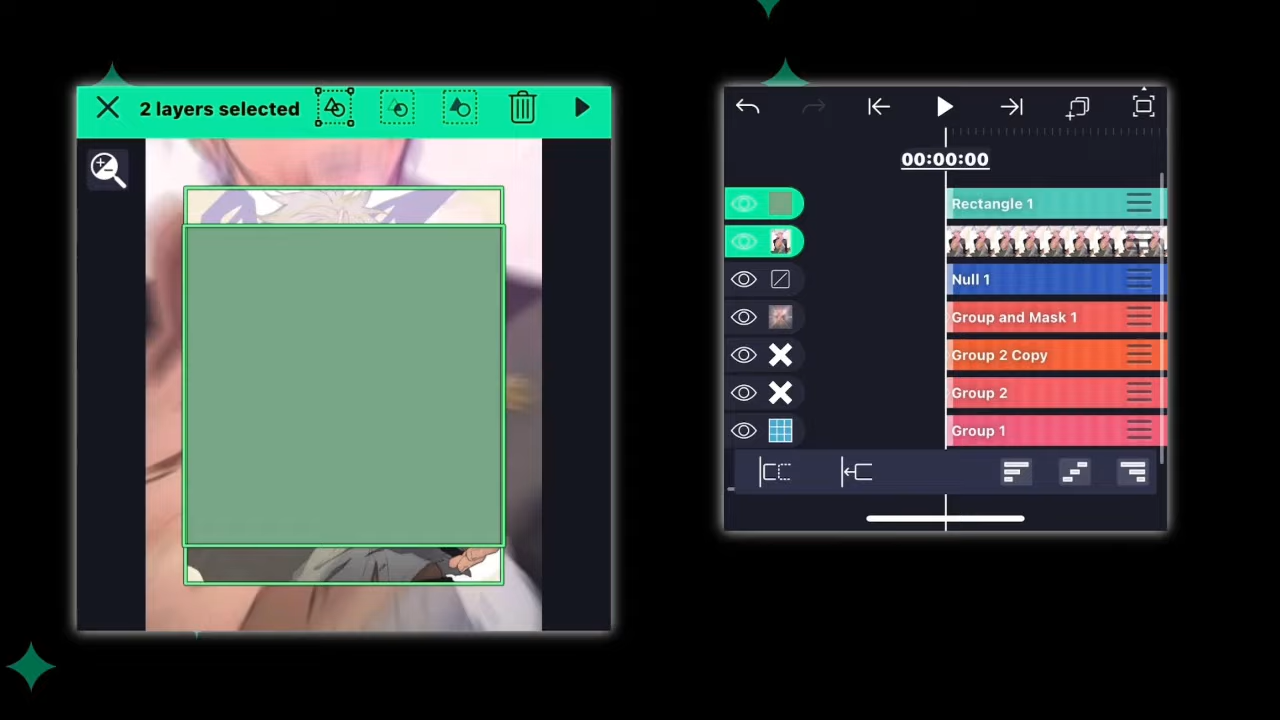 2 layers selected
00:00:00
Rectangle 1
Null 1
Group and Mask 1
Group 2 Copy
Group 2
Group 1